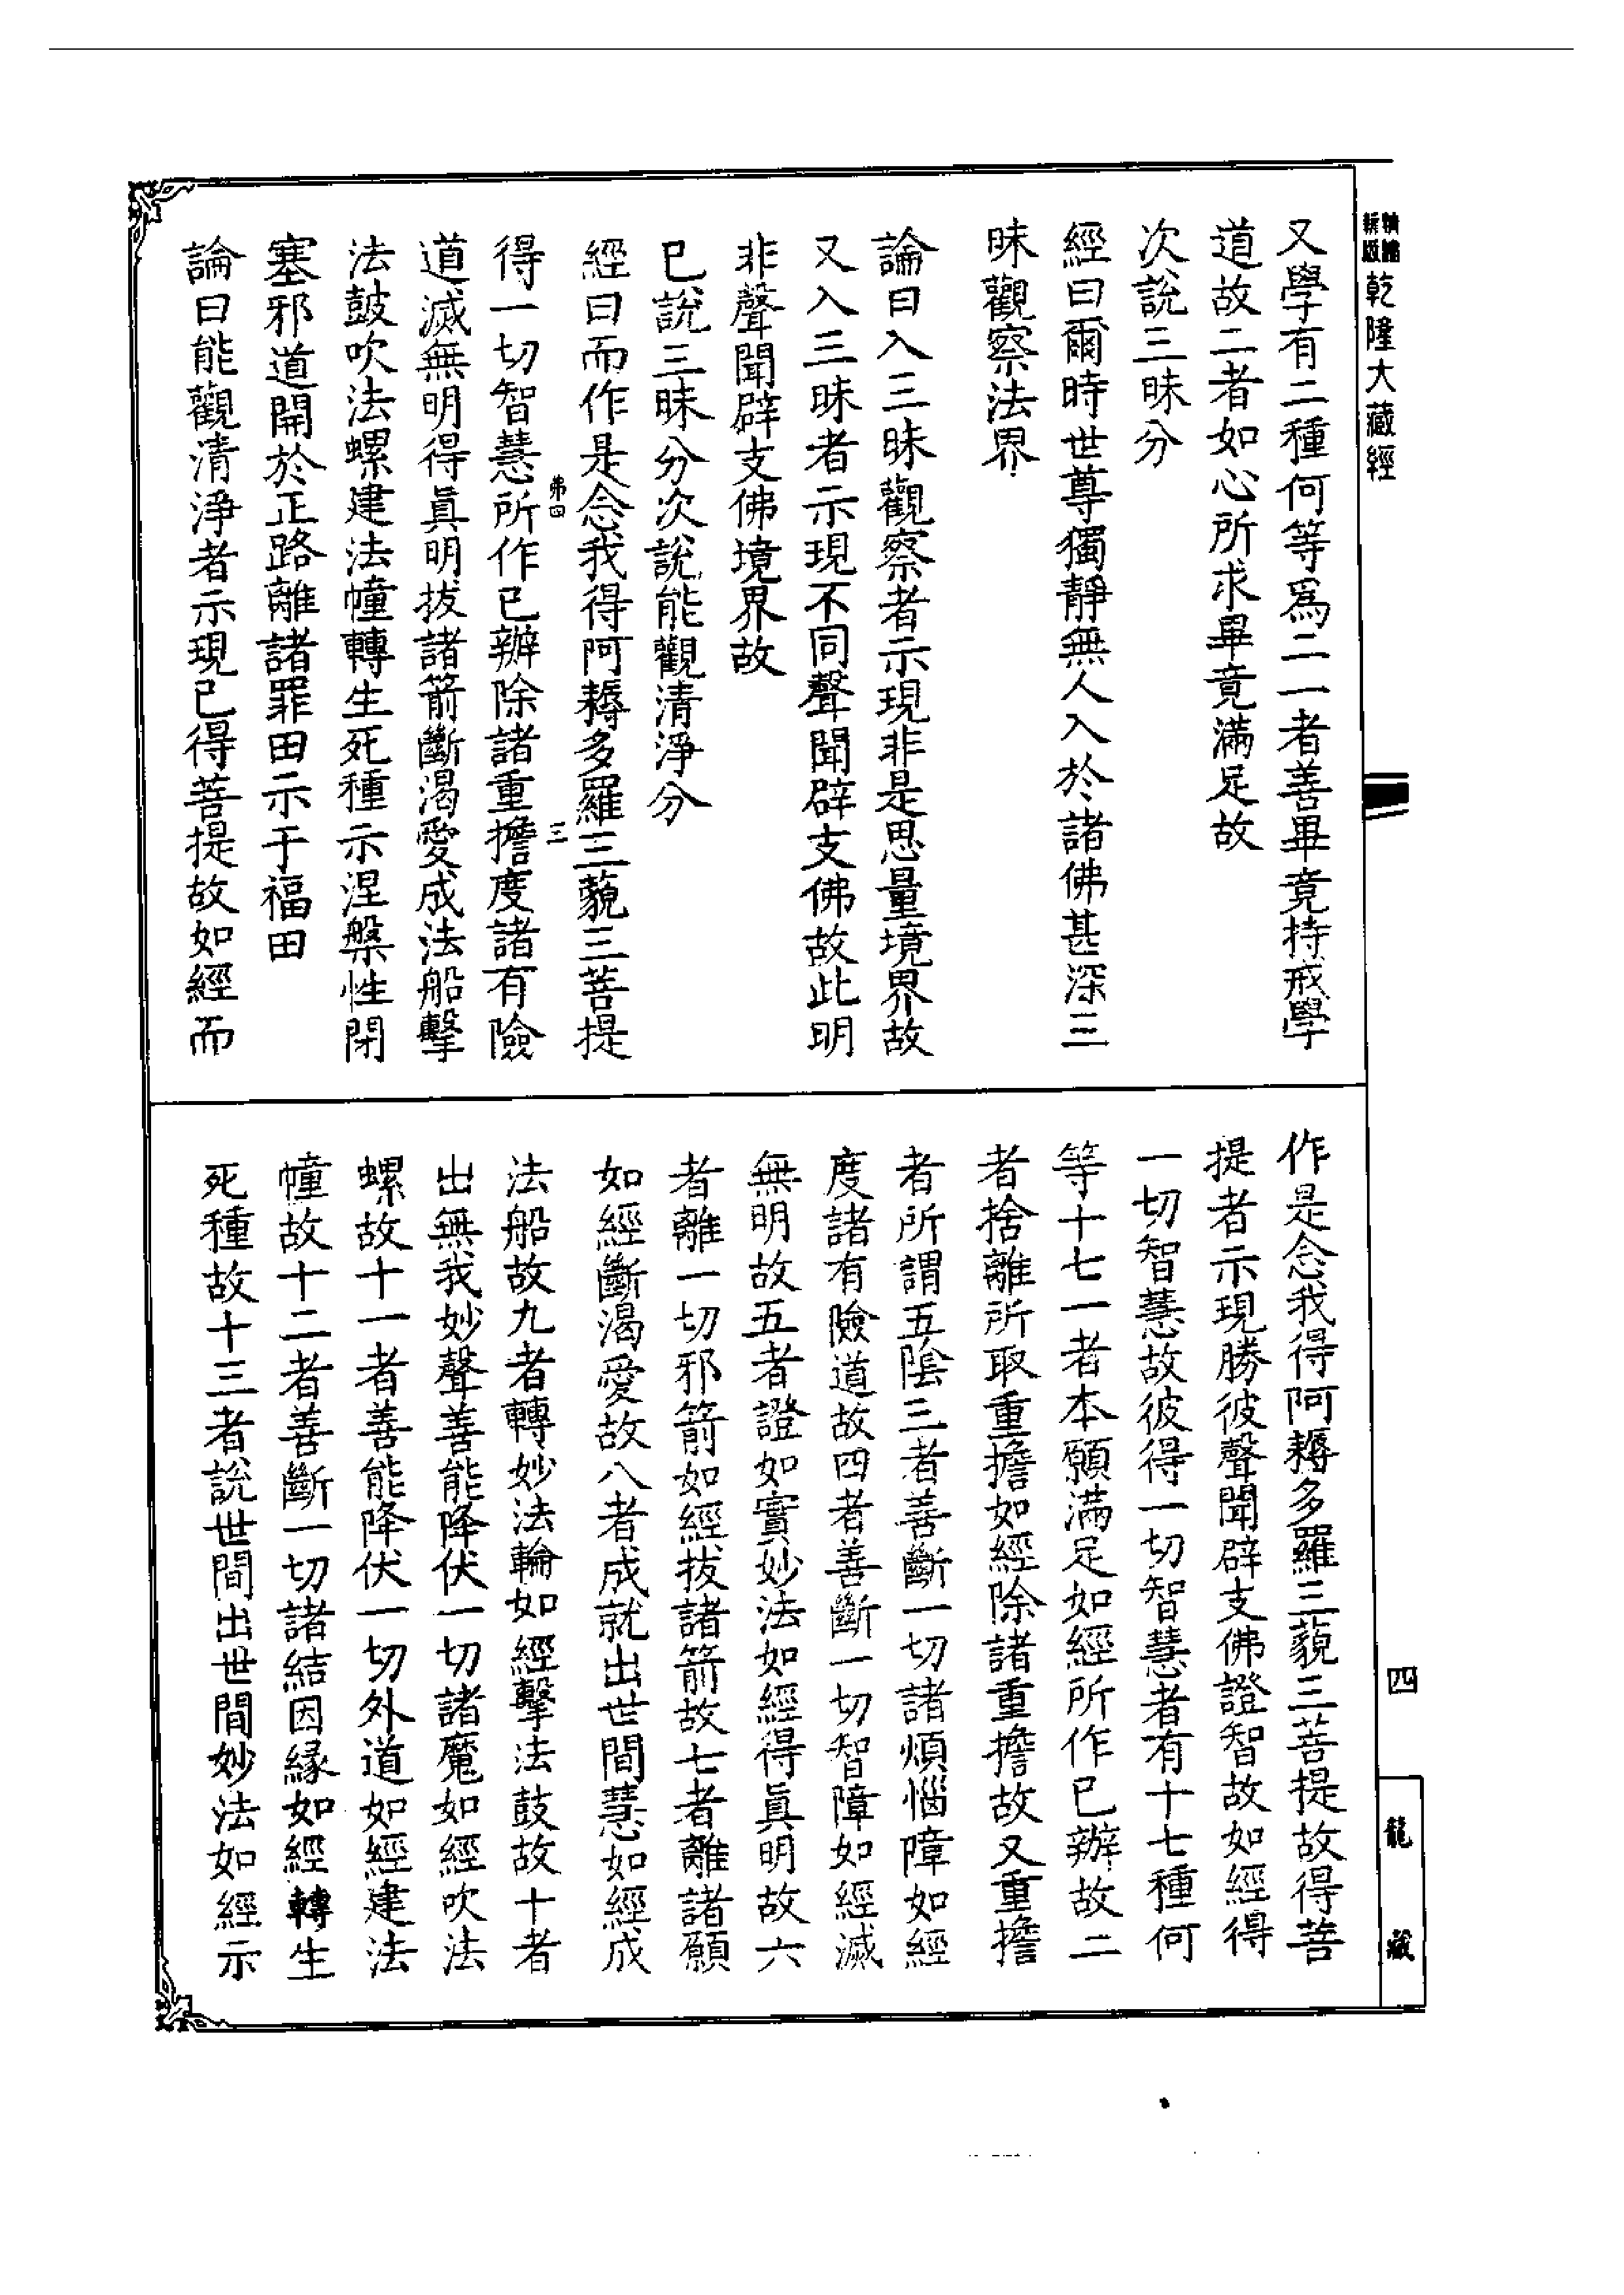 乾隆大藏經
又學有二種何等爲二一者善畢竟持戒學
道故二者如心所求畢竟滿足故
次說三昧分
經曰爾時世尊獨靜無人入於諸佛甚深三
昧觀察法界
論曰入三昧觀察者示現非是思量境界故
又入三昧者示現不同聲聞辟支佛故此明
非聲聞辟支佛境界故
已說三昧分次說能觀清淨分
經曰而作是念我得阿耨多羅三藐三菩提
弗四 三
得一切智慧所作已辦除諸重擔度諸有險
道滅無明得眞明拔諸箭斷渴愛成法船擊
法鼓吹法螺建法幢轉生死種示涅槃性閉
塞邪道開於正路離諸罪田示于福田
論曰能觀清淨者示現已得菩提故如經而
作是念我得阿耨多羅三藐三菩提故得菩
提者示現勝彼聲聞辟支佛證智故如經得
一切智慧故彼得一切智慧者有十七種何
等十七一者本願滿足如經所作已辦故二
者捨離所取重擔如經除諸重擔故又重擔
者所謂五陰三者善斷一切諸煩惱障如經
度諸有險道故四者善斷一切智障如經滅
無明故五者證如實妙法如經得眞明故六
者離一切邪箭如經拔諸箭故七者離諸願
如經斷渴愛故八者成就出世間慧如經成
法船故九者轉妙法輪如經擊法鼓故十者
出無我妙聲善能降伏一切諸魔如經吹法
螺故十一者善能降伏一切外道如經建法
幢故十二者善斷一切諸結因緣如經轉生
死種故十三者說世間出世間妙法如經示
四
龍藏